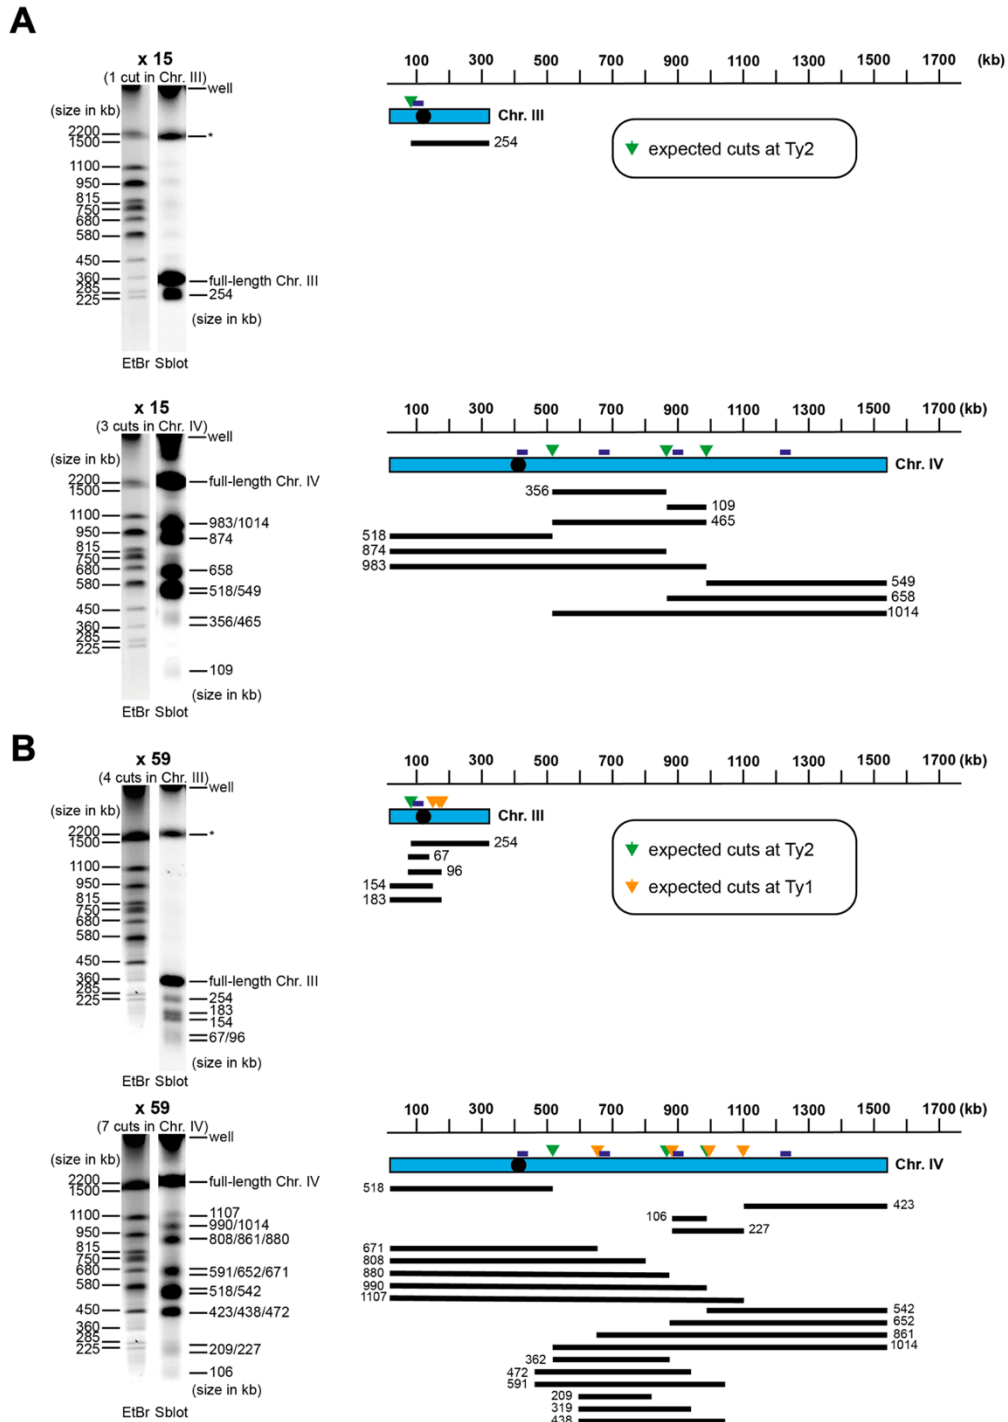 A
x 15
(1 cut in Chr. III)
well
(size in kb)
2200
1500
1100
950
815
750
680
580
450
360
285
225
*
full-length Chr. III
254
(size in kb)
EtBr Sblot
100 300 500 700 900 1100 1300 1500 1700 (kb)
Chr. III
254
expected cuts at Ty2
x 15
(3 cuts in Chr. IV)
well
(size in kb)
2200
1500
1100
950
815
750
680
580
450
360
285
225
full-length Chr. IV
983/1014
874
658
518/549
356/465
109
(size in kb)
EtBr Sblot
100 300 500 700 900 1100 1300 1500 1700 (kb)
Chr. IV
356
109
465
518
874
983
549
658
1014
B
x 59
(4 cuts in Chr. III)
well
(size in kb)
2200
1500
1100
950
815
750
680
580
450
360
285
225
*
full-length Chr. III
254
183
154
67/96
(size in kb)
EtBr Sblot
100 300 500 700 900 1100 1300 1500 1700 (kb)
Chr. III
254
67
96
154
183
expected cuts at Ty2
expected cuts at Ty1
x 59
(7 cuts in Chr. IV)
well
(size in kb)
2200
1500
1100
950
815
750
680
580
450
360
285
225
full-length Chr. IV
1107
990/1014
808/861/880
591/652/671
518/542
423/438/472
209/227
106
(size in kb)
EtBr Sblot
100 300 500 700 900 1100 1300 1500 1700 (kb)
Chr. IV
518
423
106
227
671
808
880
990
1107
542
652
861
1014
362
472
591
209
319
438